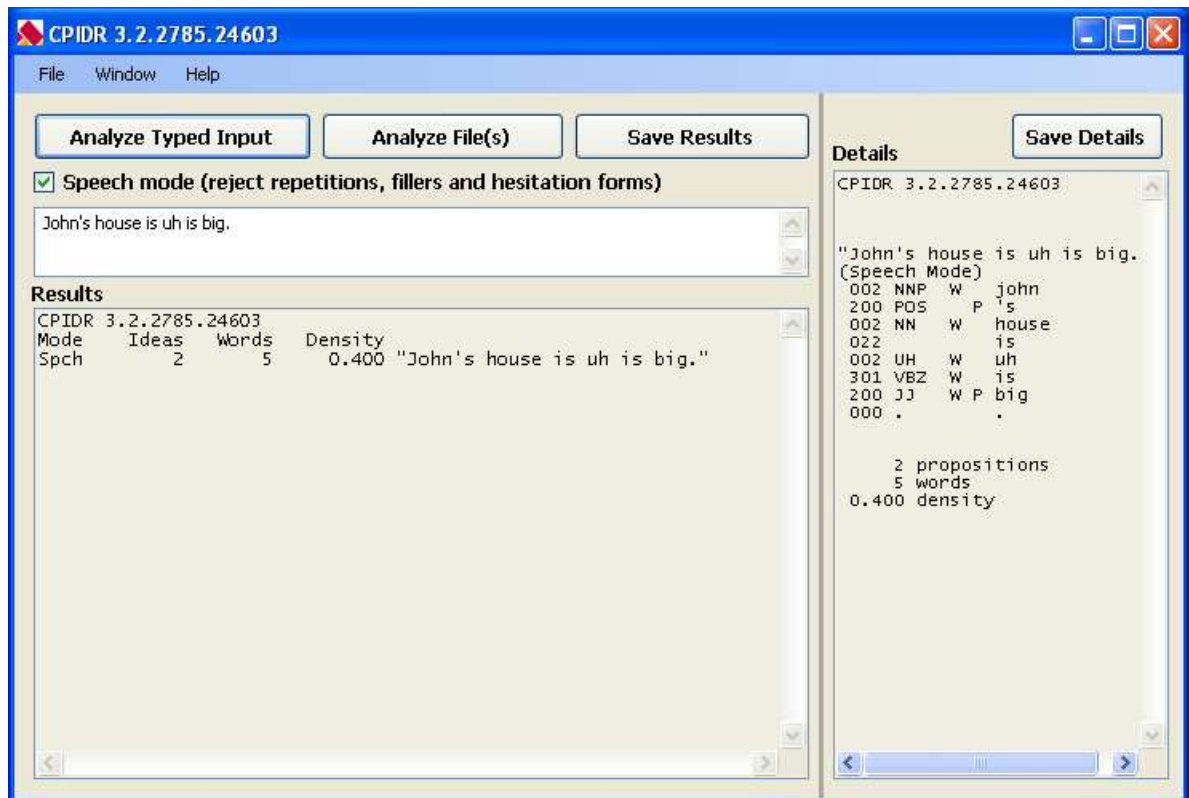 CPIDR 3.2.2785.24603
File Window Help
Analyze Typed Input Analyze File(s) Save Results
Speech mode (reject repetitions, fillers and hesitation forms)
John's house is uh is big.
Results
CPIDR 3.2.2785.24603
Mode Ideas Words Density
Spch 2 5 0.400 "John's house is uh is big."
Details
Save Details
CPIDR 3.2.2785.24603
"John's house is uh is big.
(Speech Mode)
002 NNP W john
200 POS P 's
002 NN W house
022 is
002 UH W uh
301 VBZ W is
200 JJ W P big
000 . .
2 propositions
5 words
0.400 density